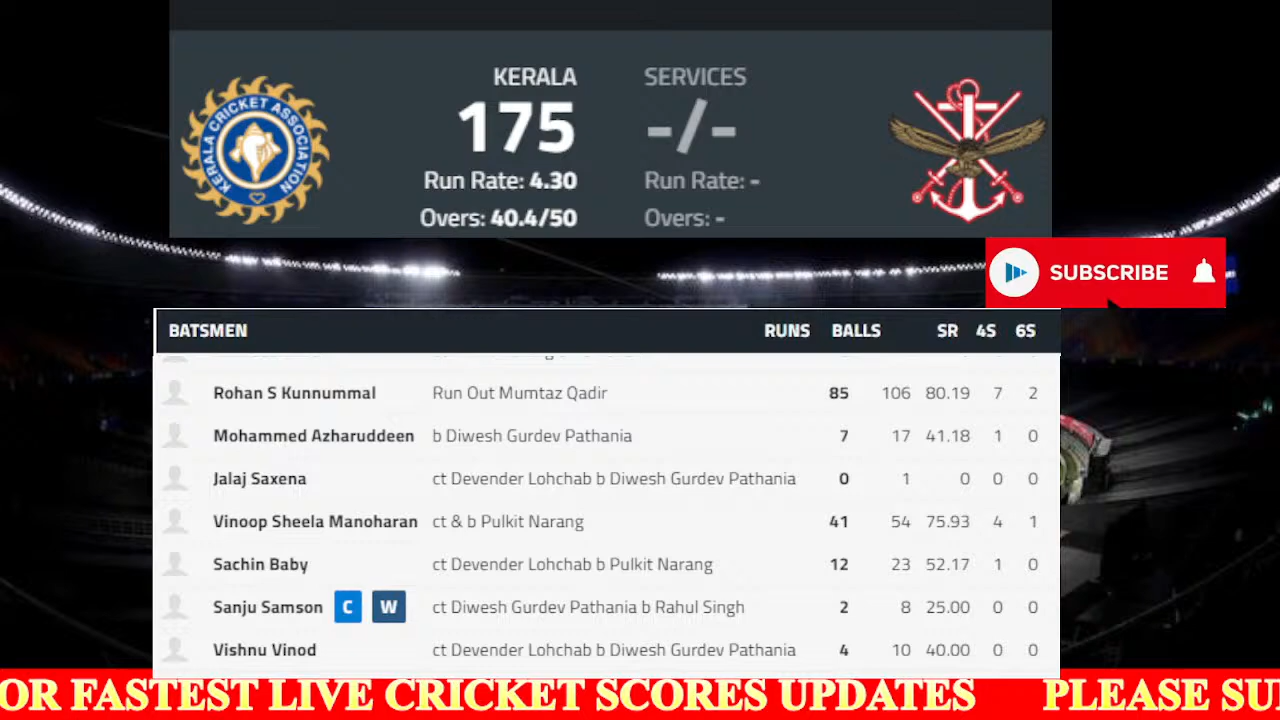 KERALA SERVICES
175 -/-
Run Rate: 4.30 Run Rate: -
Overs: 40.4/50 Overs: -
KERALA CRICKET ASSOCIATION
SUBSCRIBE
BATSMEN RUNS BALLS SR 4S 6S
Rohan S Kunnummal Run Out Mumtaz Qadir 85 106 80.19 7 2
Mohammed Azharuddeen b Diwesh Gurdev Pathania 7 17 41.18 1 0
Jalaj Saxena ct Devender Lohchab b Diwesh Gurdev Pathania 0 1 0 0 0
Vinoop Sheela Manoharan ct & b Pulkit Narang 41 54 75.93 4 1
Sachin Baby ct Devender Lohchab b Pulkit Narang 12 23 52.17 1 0
Sanju Samson C W ct Diwesh Gurdev Pathania b Rahul Singh 2 8 25.00 0 0
Vishnu Vinod ct Devender Lohchab b Diwesh Gurdev Pathania 4 10 40.00 0 0
OR FASTEST LIVE CRICKET SCORES UPDATES PLEASE SU